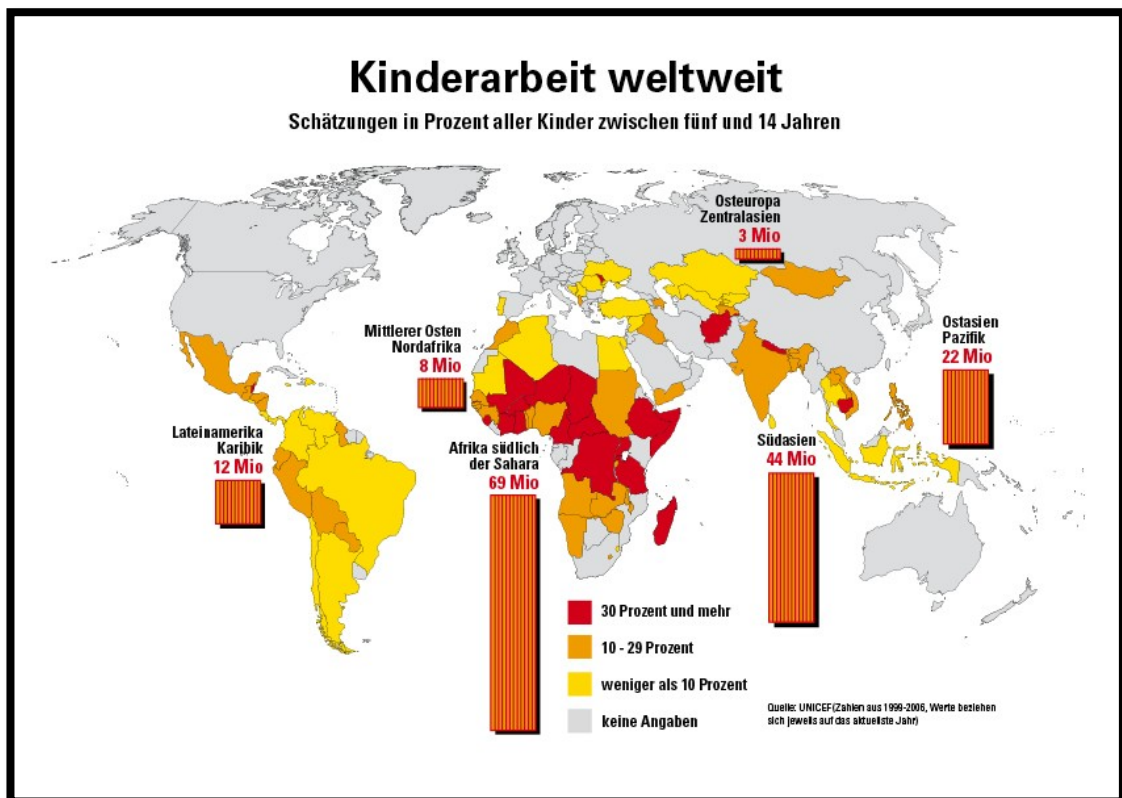 Kinderarbeit weltweit
Schätzungen in Prozent aller Kinder zwischen fünf und 14 Jahren
Osteuropa
Zentralasien
3 Mio
Mittlerer Osten
Nordafrika
8 Mio
Ostasien
Pazifik
22 Mio
Lateinamerika
Karibik
12 Mio
Afrika südlich
der Sahara
69 Mio
Südasien
44 Mio
30 Prozent und mehr
10 - 29 Prozent
weniger als 10 Prozent
keine Angaben
Quelle: UNICEF(Zahlen aus 1999-2006, Werte beziehen
sich jeweils auf das aktuellste Jahr)